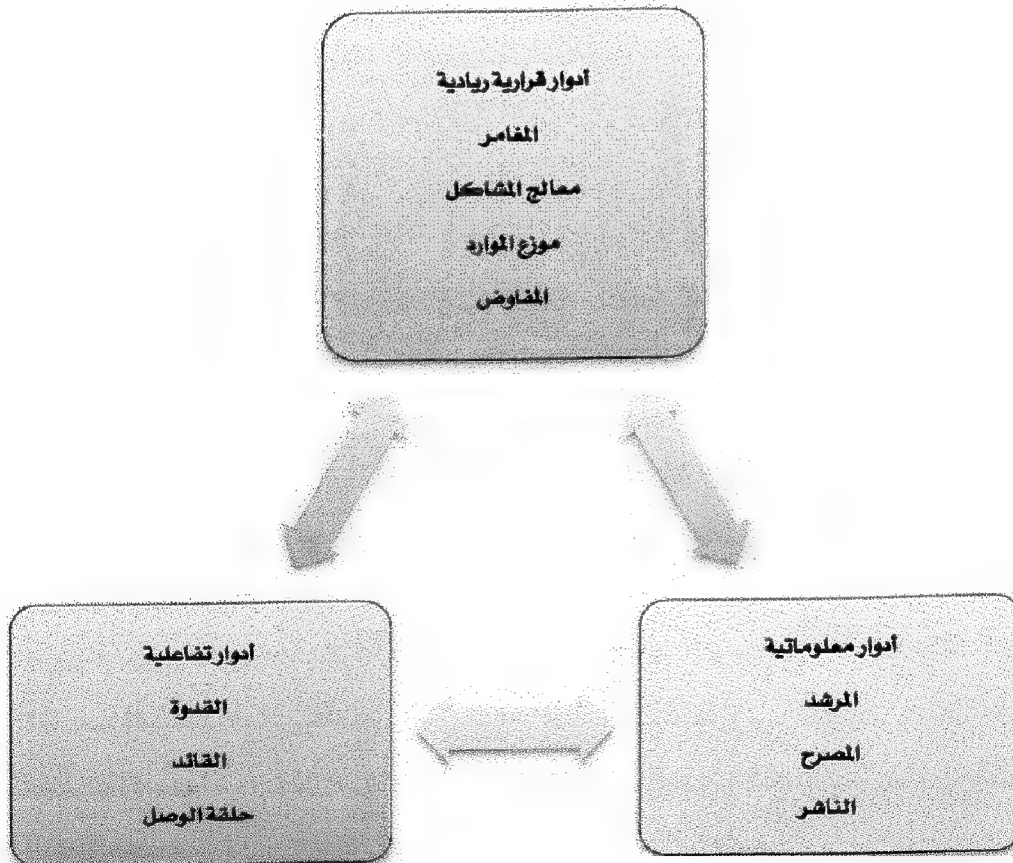 أدوار قرارية ريادية
المغامر
معالج المشاكل
موزع الموارد
المفاوض
أدوار معلوماتية
المرشد
المصرح
الناشر
أدوار تفاعلية
القدوة
القائد
حلقة الوصل